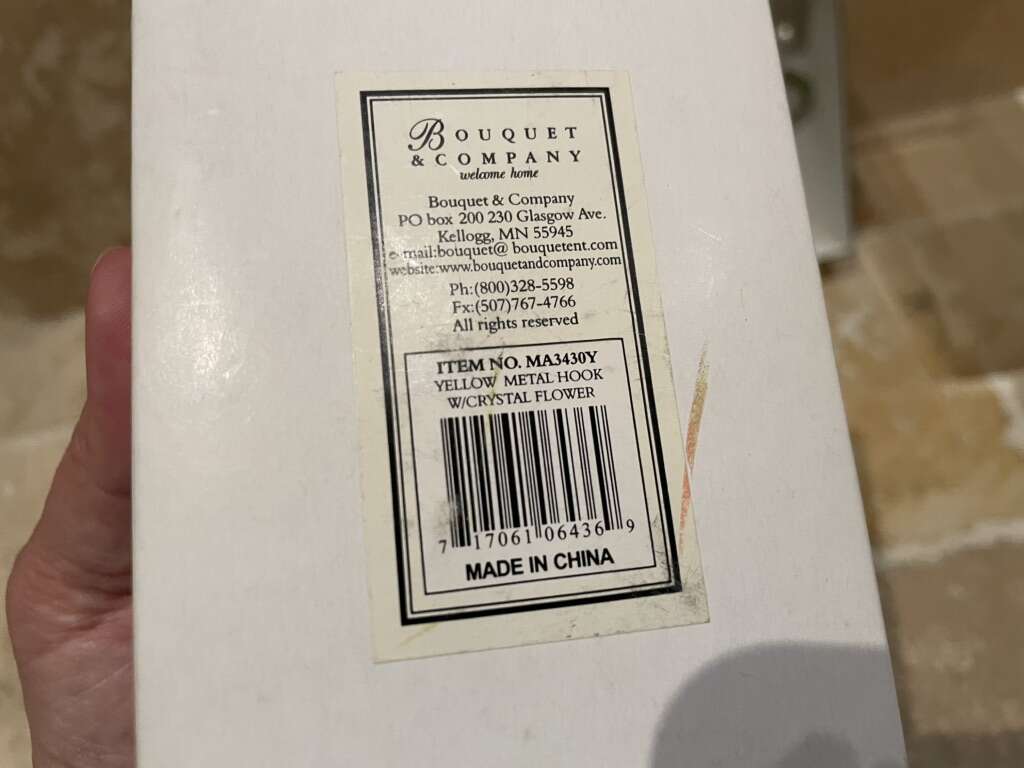 BOUQUET
& COMPANY
welcome home
Bouquet & Company
PO box 200 230 Glasgow Ave.
Kellogg, MN 55945
e-mail:bouquet@ bouquetent.com
website:www.bouquetandcompany.com
Ph:(800)328-5598
Fx:(507)767-4766
All rights reserved
ITEM NO. MA3430Y
YELLOW METAL HOOK
W/CRYSTAL FLOWER
7 17061 06436 9
MADE IN CHINA